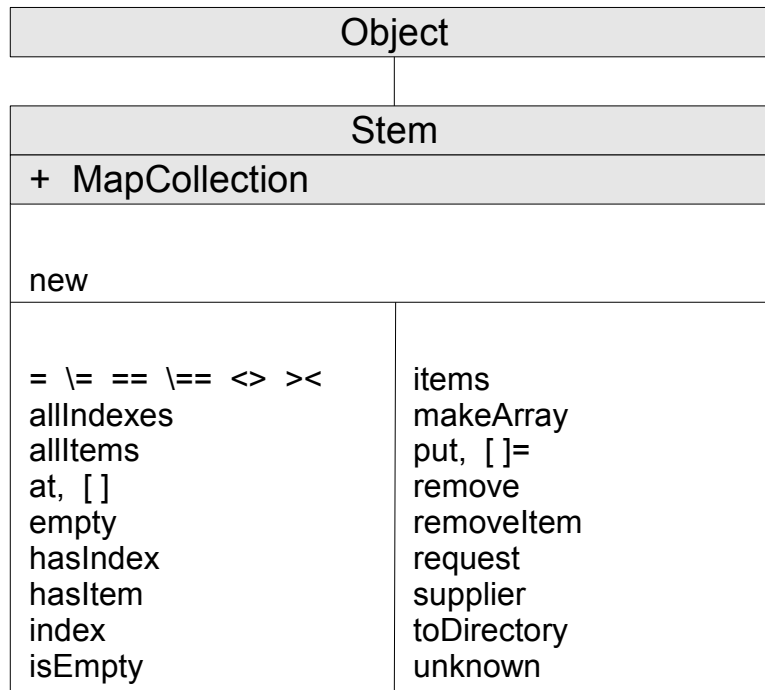 Object
Stem
+ MapCollection
new
= \= == \== <> ><
allIndexes
allItems
at, [ ]
empty
hasIndex
hasItem
index
isEmpty
items
makeArray
put, [ ]=
remove
removeItem
request
supplier
toDirectory
unknown